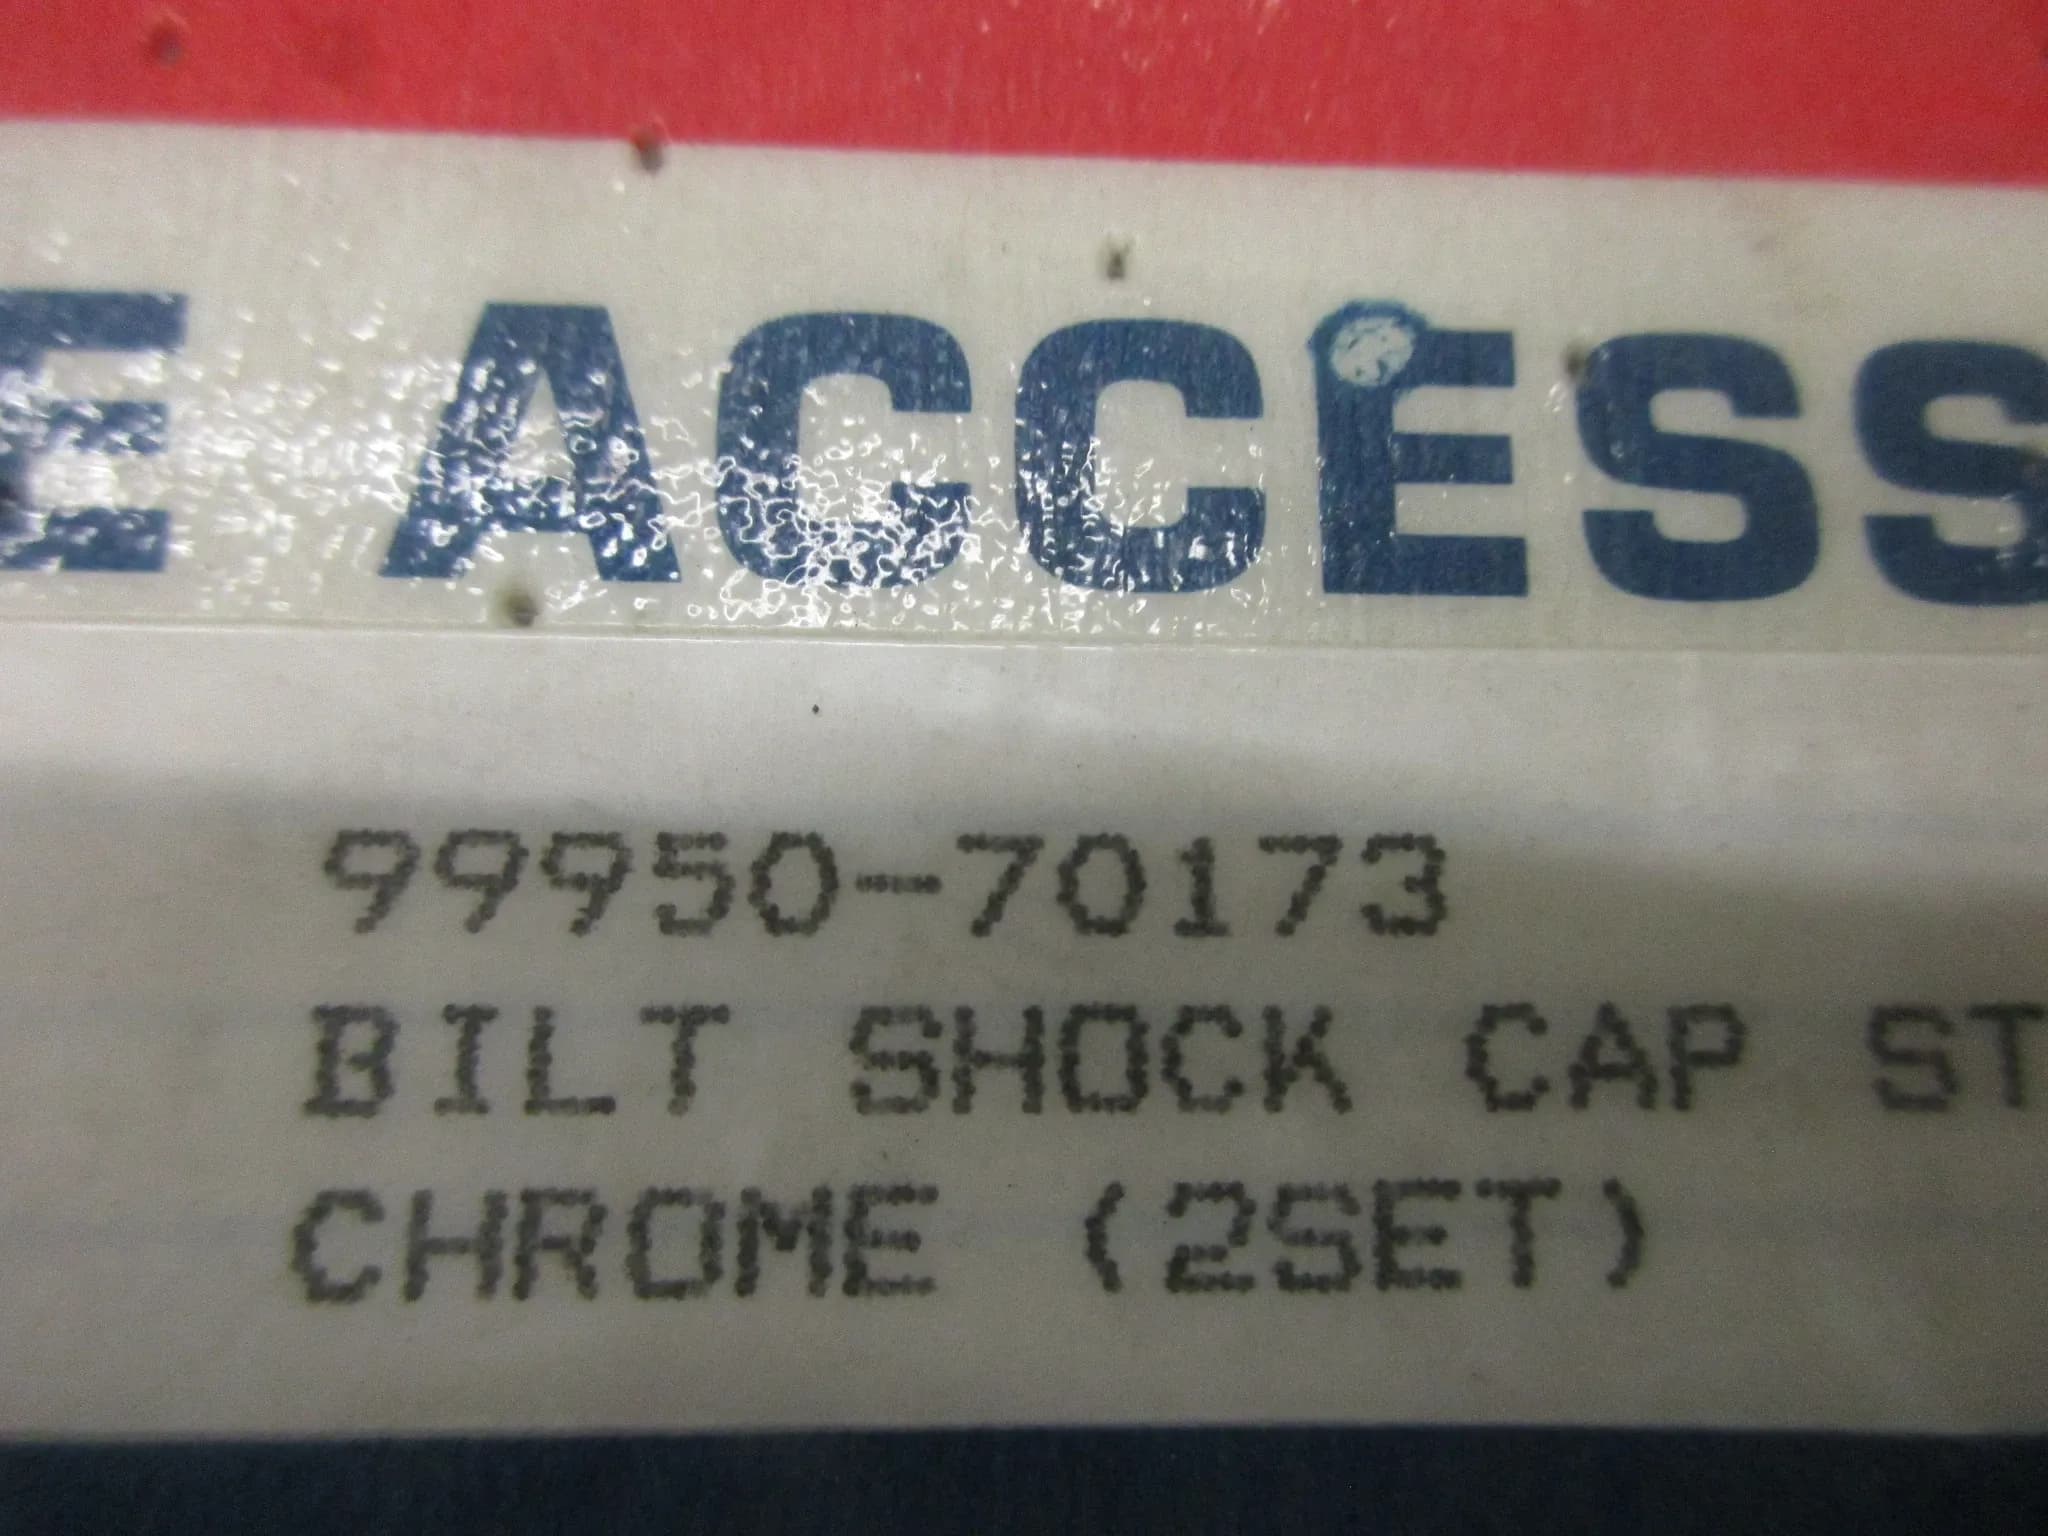 E ACCESS
99950-70173
BILT SHOCK CAP ST
CHROME (2SET)